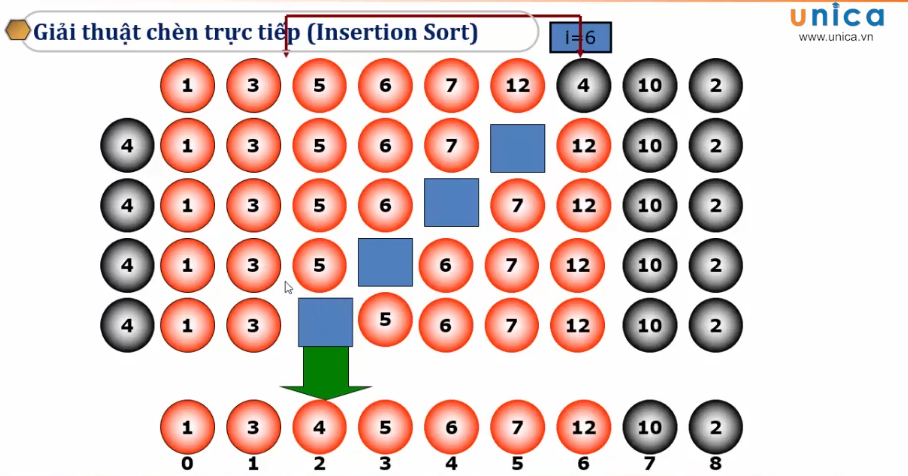 Giải thuật chèn trực tiếp (Insertion Sort)
i=6
unica
www.unica.vn
1 3 5 6 7 12 4 10 2
4 1 3 5 6 7 12 10 2
4 1 3 5 6 7 12 10 2
4 1 3 5 6 7 12 10 2
4 1 3 5 6 7 12 10 2
1 3 4 5 6 7 12 10 2
0 1 2 3 4 5 6 7 8